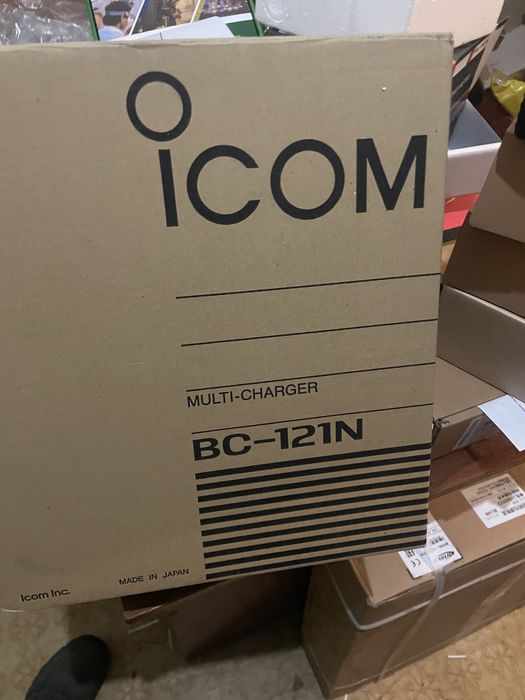 ICOM
MULTI-CHARGER
BC-121N
MADE IN JAPAN
Icom Inc.